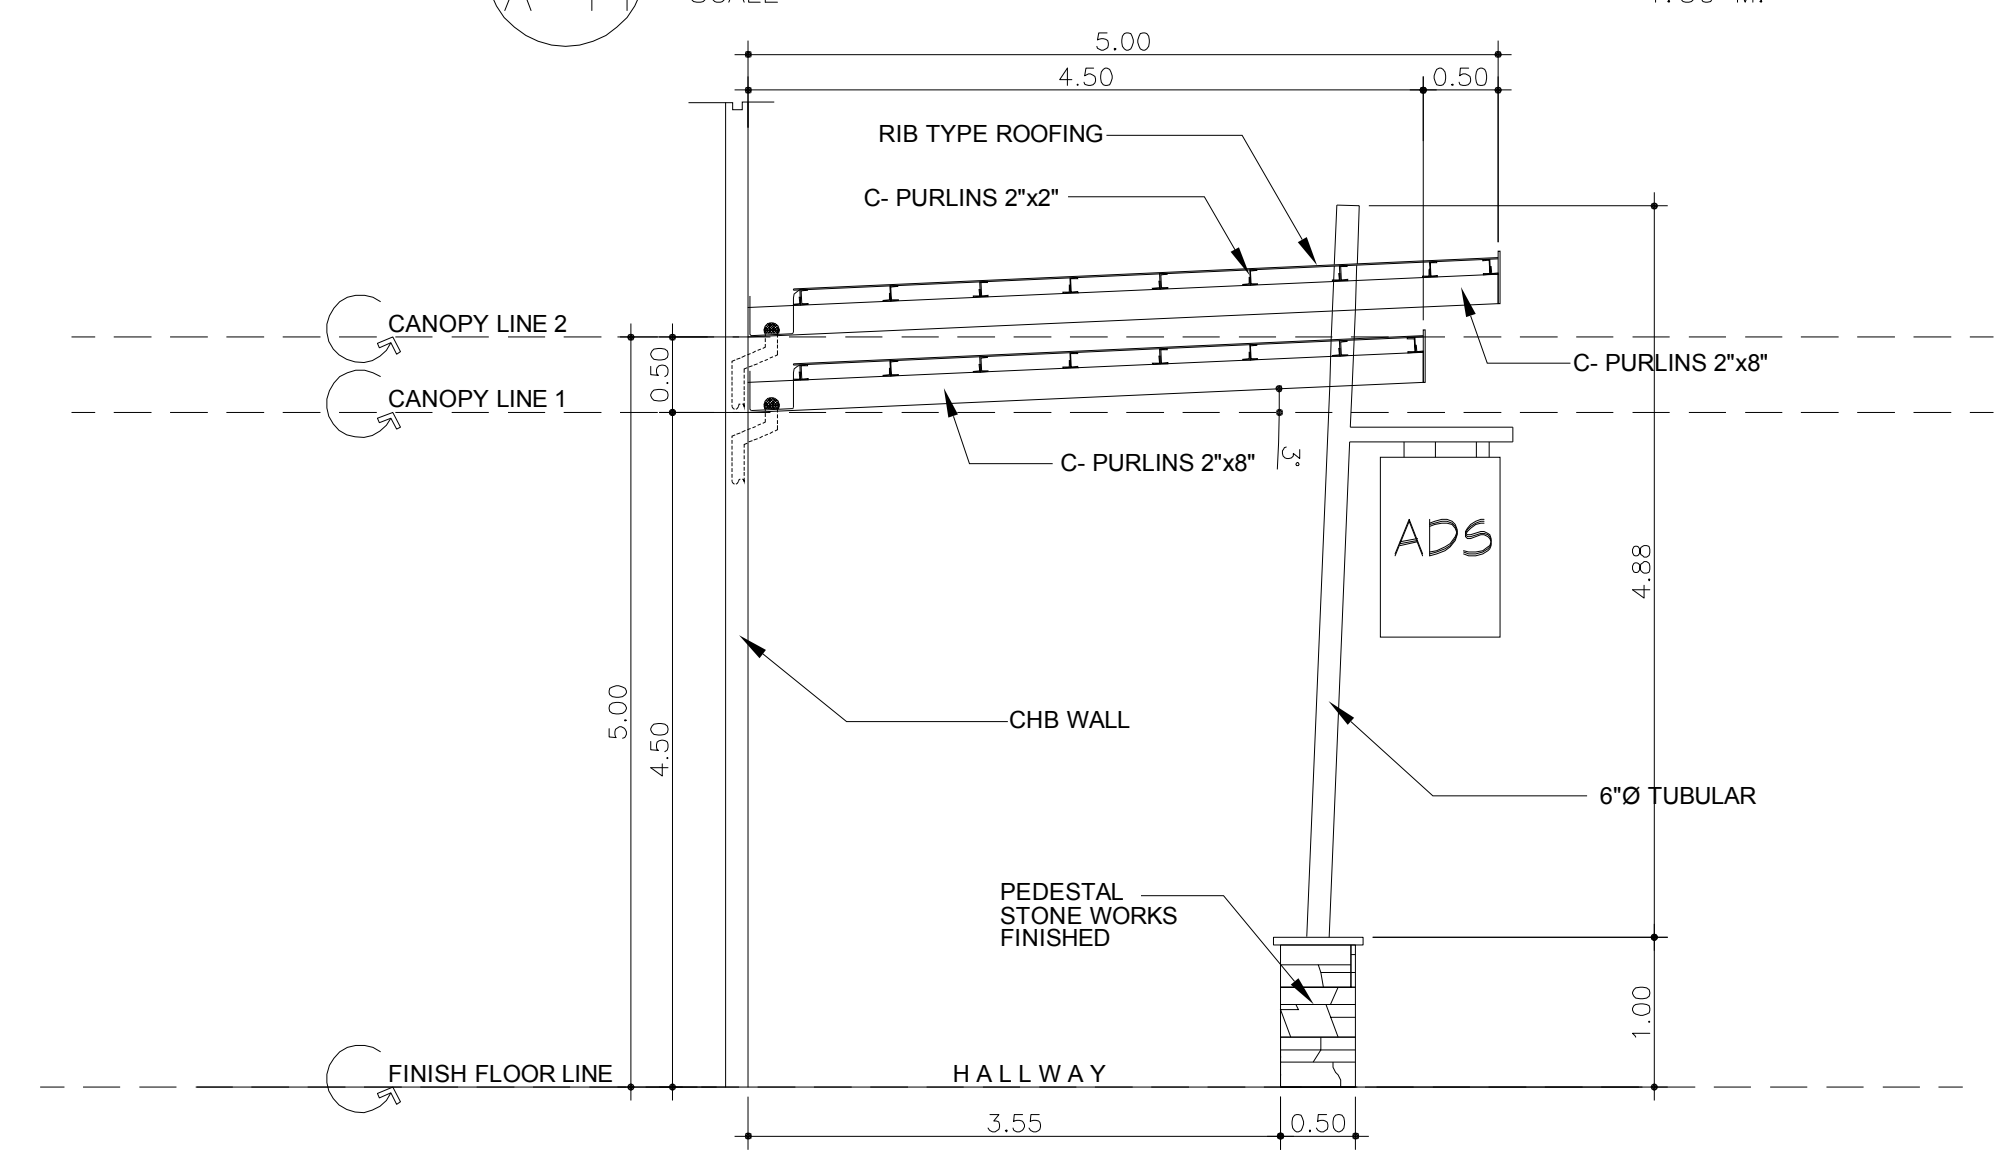 5.00
4.50
0.50
RIB TYPE ROOFING
C- PURLINS 2"x2"
CANOPY LINE 2
0.50
C- PURLINS 2"x8"
CANOPY LINE 1
C- PURLINS 2"x8"
3°
ADS
4.88
5.00
4.50
CHB WALL
6"Ø TUBULAR
PEDESTAL
STONE WORKS
FINISHED
1.00
FINISH FLOOR LINE
HALLWAY
3.55
0.50